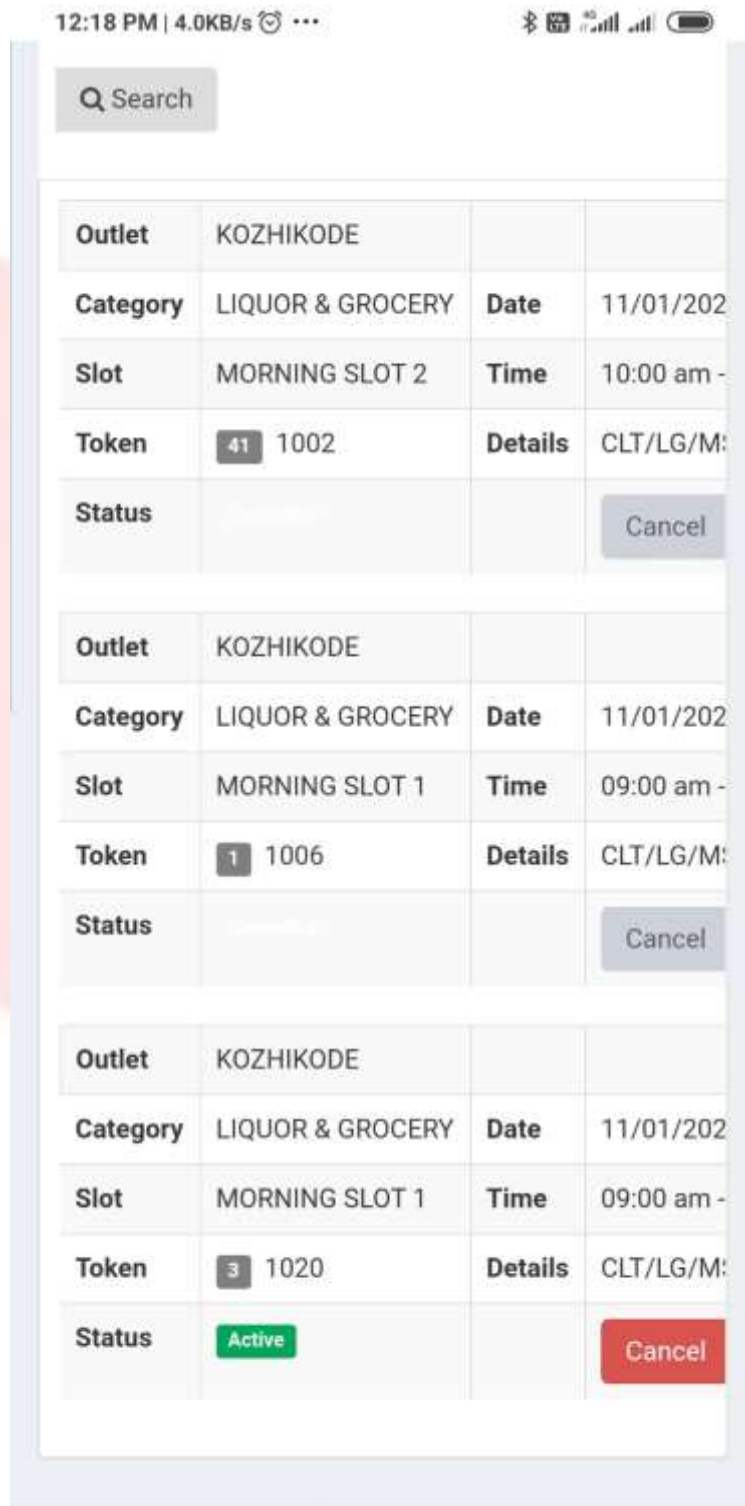 12:18 PM | 4.0KB/s
Search
Outlet KOZHIKODE
Category LIQUOR & GROCERY Date 11/01/202
Slot MORNING SLOT 2 Time 10:00 am -
Token 41 1002 Details CLT/LG/MS
Status Cancel
Outlet KOZHIKODE
Category LIQUOR & GROCERY Date 11/01/202
Slot MORNING SLOT 1 Time 09:00 am -
Token 1 1006 Details CLT/LG/MS
Status Cancel
Outlet KOZHIKODE
Category LIQUOR & GROCERY Date 11/01/202
Slot MORNING SLOT 1 Time 09:00 am -
Token 3 1020 Details CLT/LG/MS
Status Active Cancel